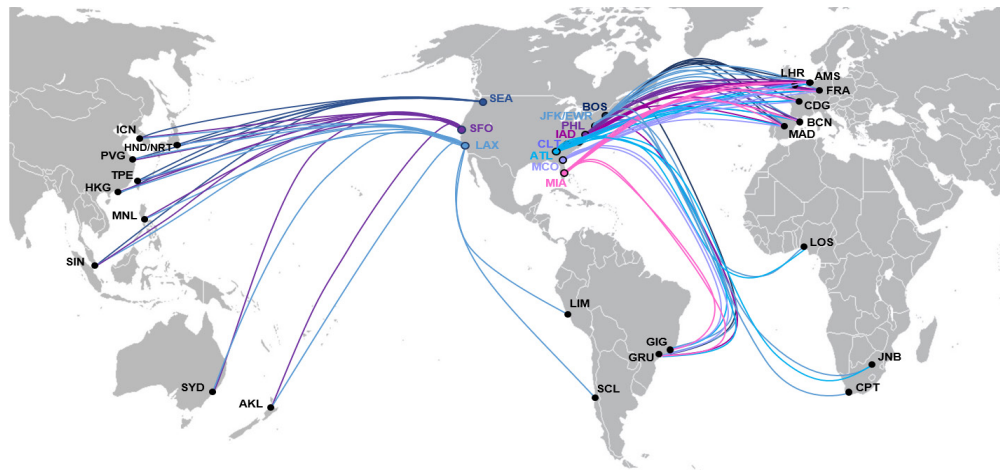 SEA
SFO
LAX
ICN
HND/NRT
PVG
TPE
HKG
MNL
SIN
SYD
AKL
BOS
JFK/EWR
PHL
IAD
CLT
ATL
MCO
MIA
LHR
AMS
FRA
CDG
BCN
MAD
LOS
LIM
GIG
GRU
SCL
JNB
CPT